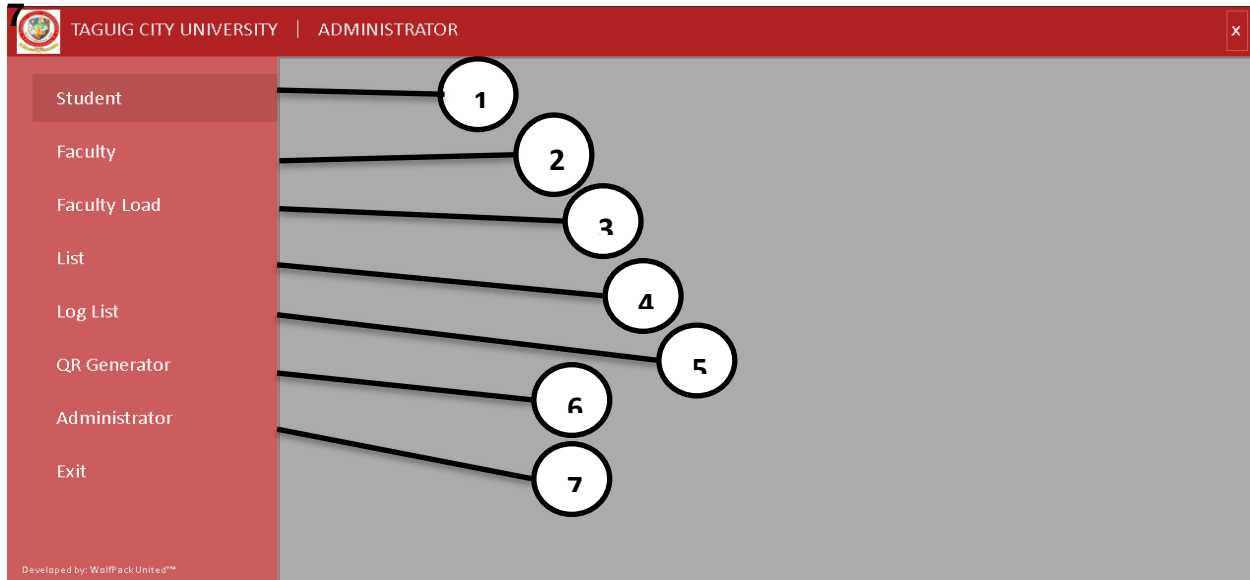 7
TAGUIG CITY UNIVERSITY | ADMINISTRATOR
x
Student
1
Faculty
2
Faculty Load
3
List
4
Log List
5
QR Generator
6
Administrator
7
Exit
Developed by: WolfPack United™